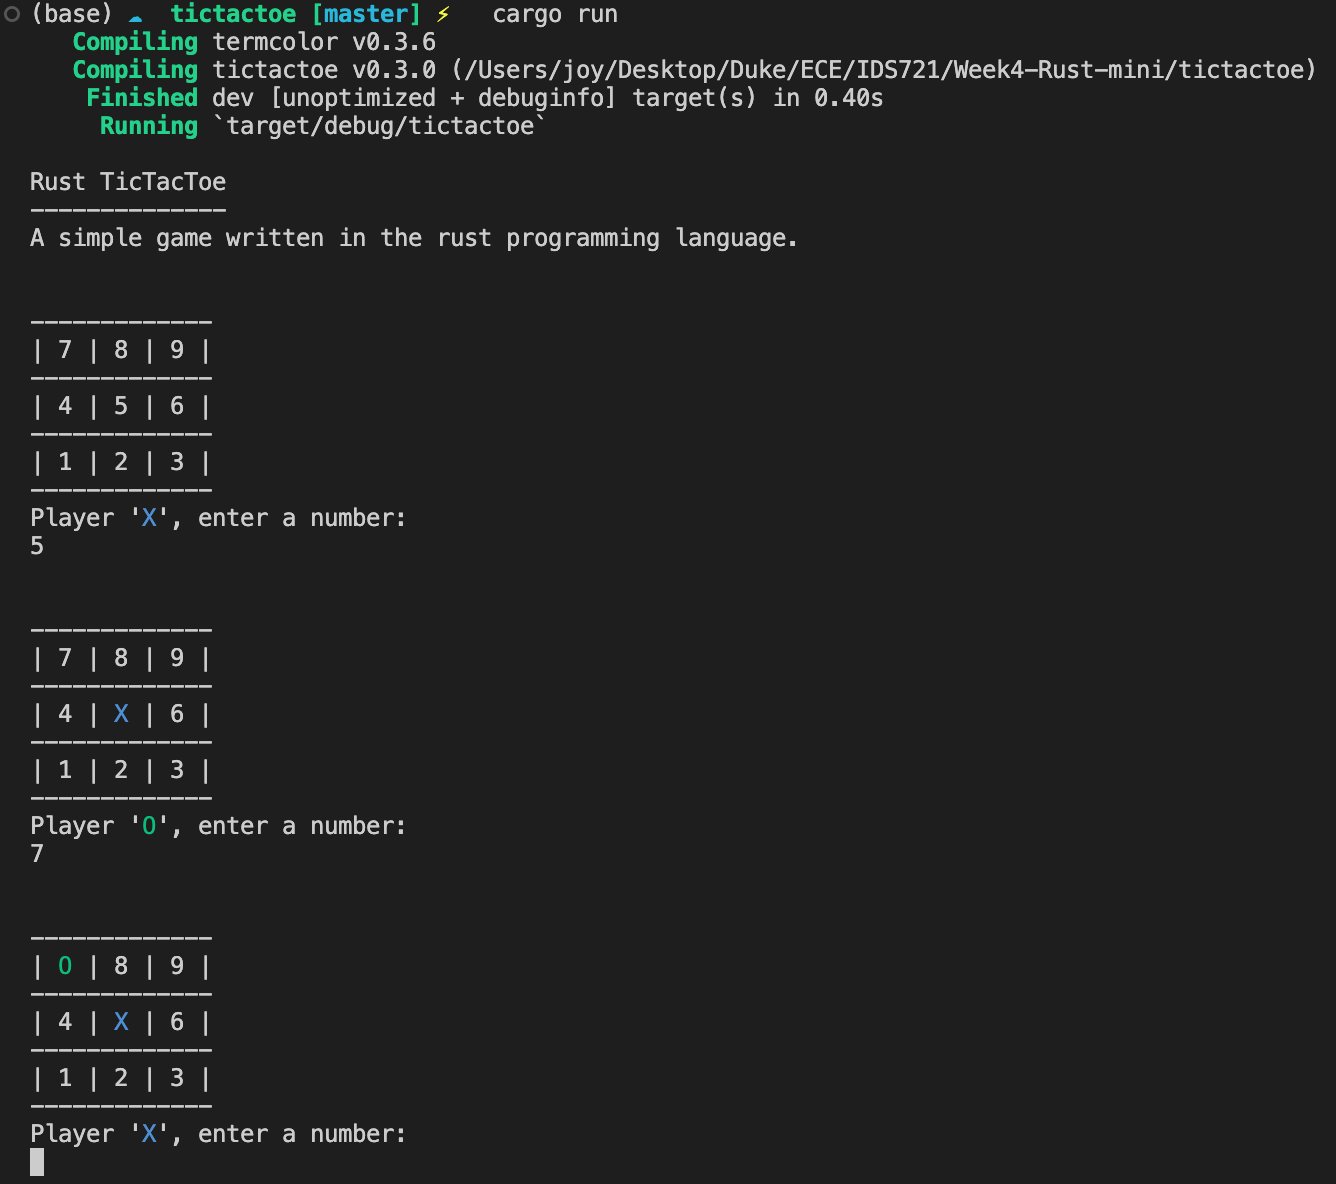 (base) ☁  tictactoe [master] ⚡  cargo run
   Compiling termcolor v0.3.6
   Compiling tictactoe v0.3.0 (/Users/joy/Desktop/Duke/ECE/IDS721/Week4-Rust-mini/tictactoe)
    Finished dev [unoptimized + debuginfo] target(s) in 0.40s
     Running `target/debug/tictactoe`
Rust TicTacToe
--------------
A simple game written in the rust programming language.
-------------
| 7 | 8 | 9 |
-------------
| 4 | 5 | 6 |
-------------
| 1 | 2 | 3 |
-------------
Player 'X', enter a number:
5
-------------
| 7 | 8 | 9 |
-------------
| 4 | X | 6 |
-------------
| 1 | 2 | 3 |
-------------
Player 'O', enter a number:
7
-------------
| O | 8 | 9 |
-------------
| 4 | X | 6 |
-------------
| 1 | 2 | 3 |
-------------
Player 'X', enter a number: